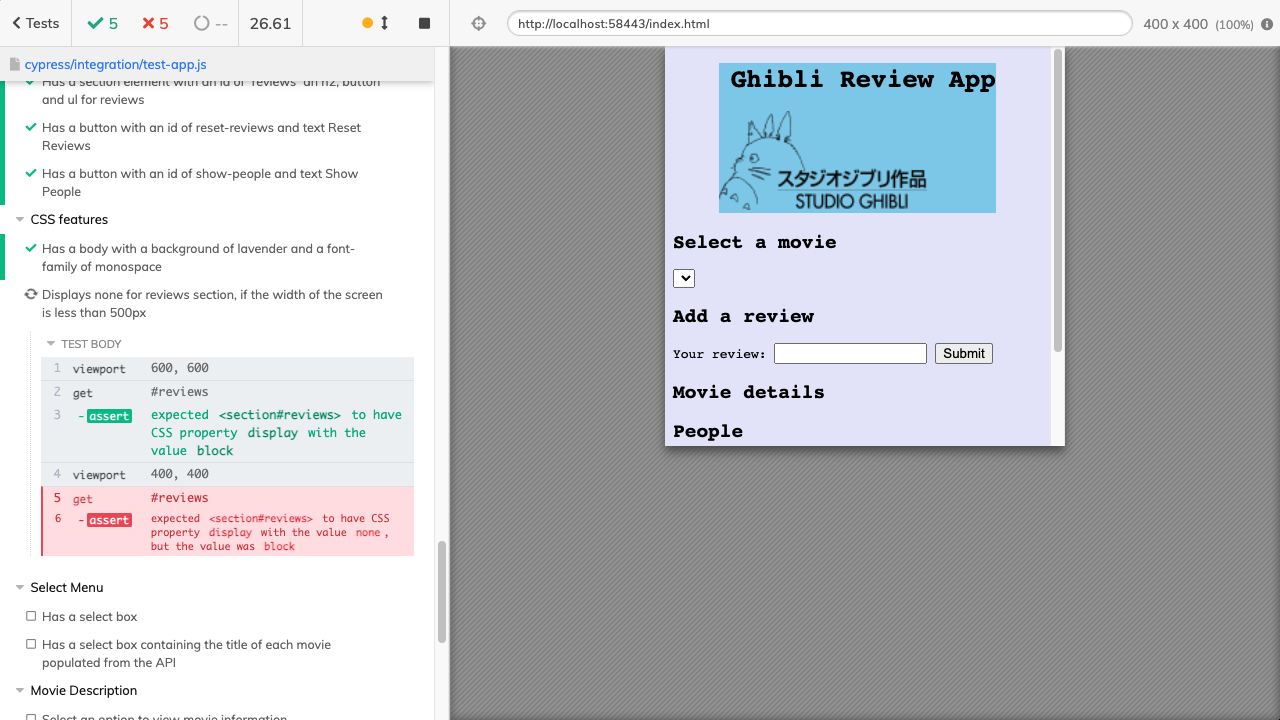 Tests
5
5
--
26.61
http://localhost:58443/index.html
400 x 400 (100%)
cypress/integration/test-app.js
Has a section element with an id of "reviews" an h2, button
and ul for reviews
Has a button with an id of reset-reviews and text Reset
Reviews
Has a button with an id of show-people and text Show
People
CSS features
Has a body with a background of lavender and a font-
family of monospace
Displays none for reviews section, if the width of the screen
is less than 500px
TEST BODY
1 viewport 600, 600
2 get #reviews
3 -assert expected <section#reviews> to have
CSS property display with the
value block
4 viewport 400, 400
5 get #reviews
6 -assert expected <section#reviews> to have CSS
property display with the value none,
but the value was block
Select Menu
Has a select box
Has a select box containing the title of each movie
populated from the API
Movie Description
Select an option to view movie information
Ghibli Review App
スタジオジブリ作品
STUDIO GHIBLI
Select a movie
Add a review
Your review: Submit
Movie details
People